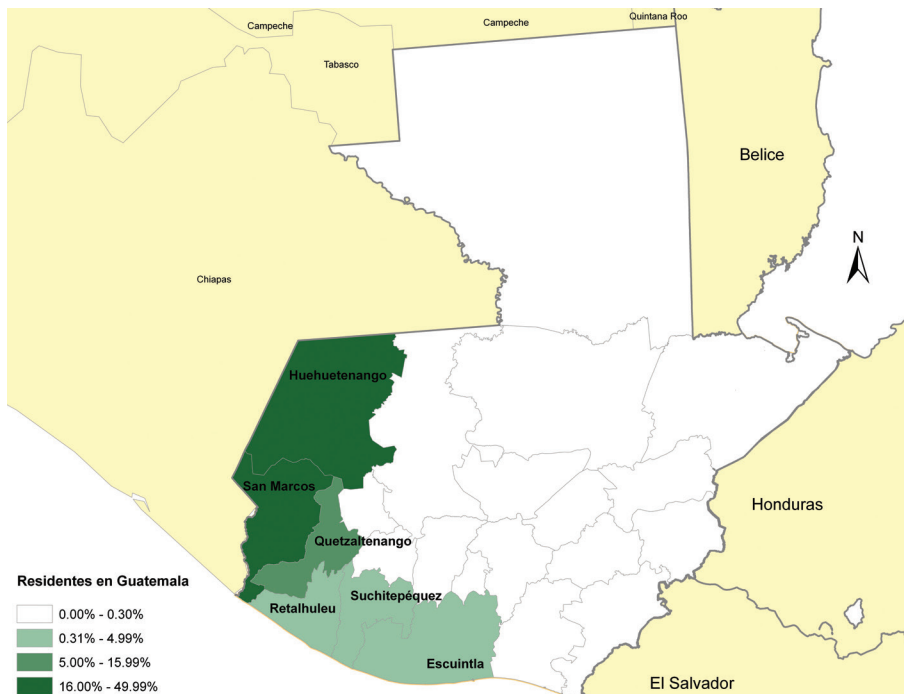 Campeche
Campeche
Quintana Roo
Tabasco
Belice
N
Chiapas
Huehuetenango
San Marcos
Honduras
Quetzaltenango
Suchitepéquez
Retalhuleu
Escuintla
El Salvador
Residentes en Guatemala
0.00% - 0.30%
0.31% - 4.99%
5.00% - 15.99%
16.00% - 49.99%